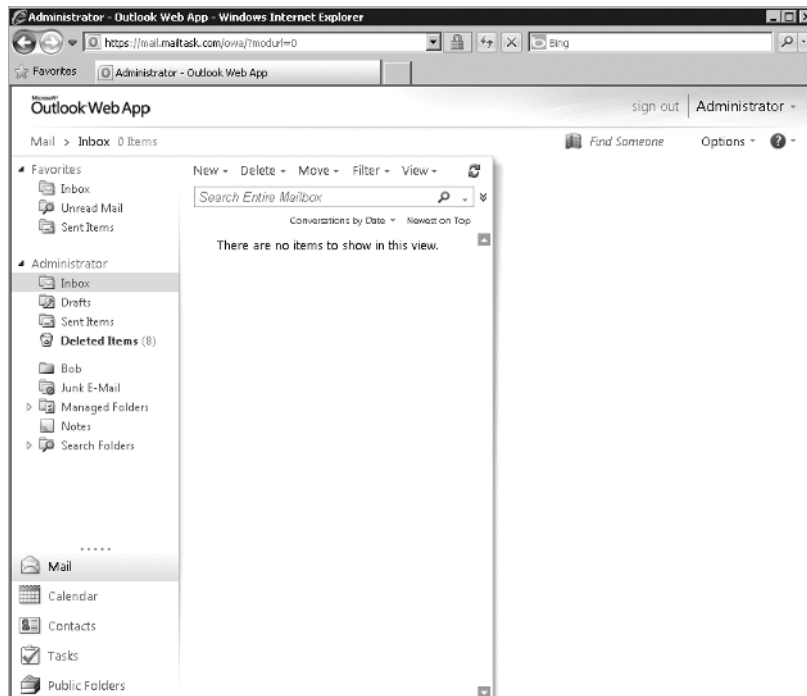 Administrator - Outlook Web App - Windows Internet Explorer
https://mail.mailtask.com/owa/?modurl=0
Bing
Favorites
Administrator - Outlook Web App
Microsoft
Outlook Web App
sign out
Administrator
Mail > Inbox 0 Items
Find Someone
Options
Favorites
Inbox
Unread Mail
Sent Items
Administrator
Inbox
Drafts
Sent Items
Deleted Items (8)
Bob
Junk E-Mail
Managed Folders
Notes
Search Folders
Mail
Calendar
Contacts
Tasks
Public Folders
New Delete Move Filter View
Search Entire Mailbox
Conversations by Date Newest on Top
There are no items to show in this view.